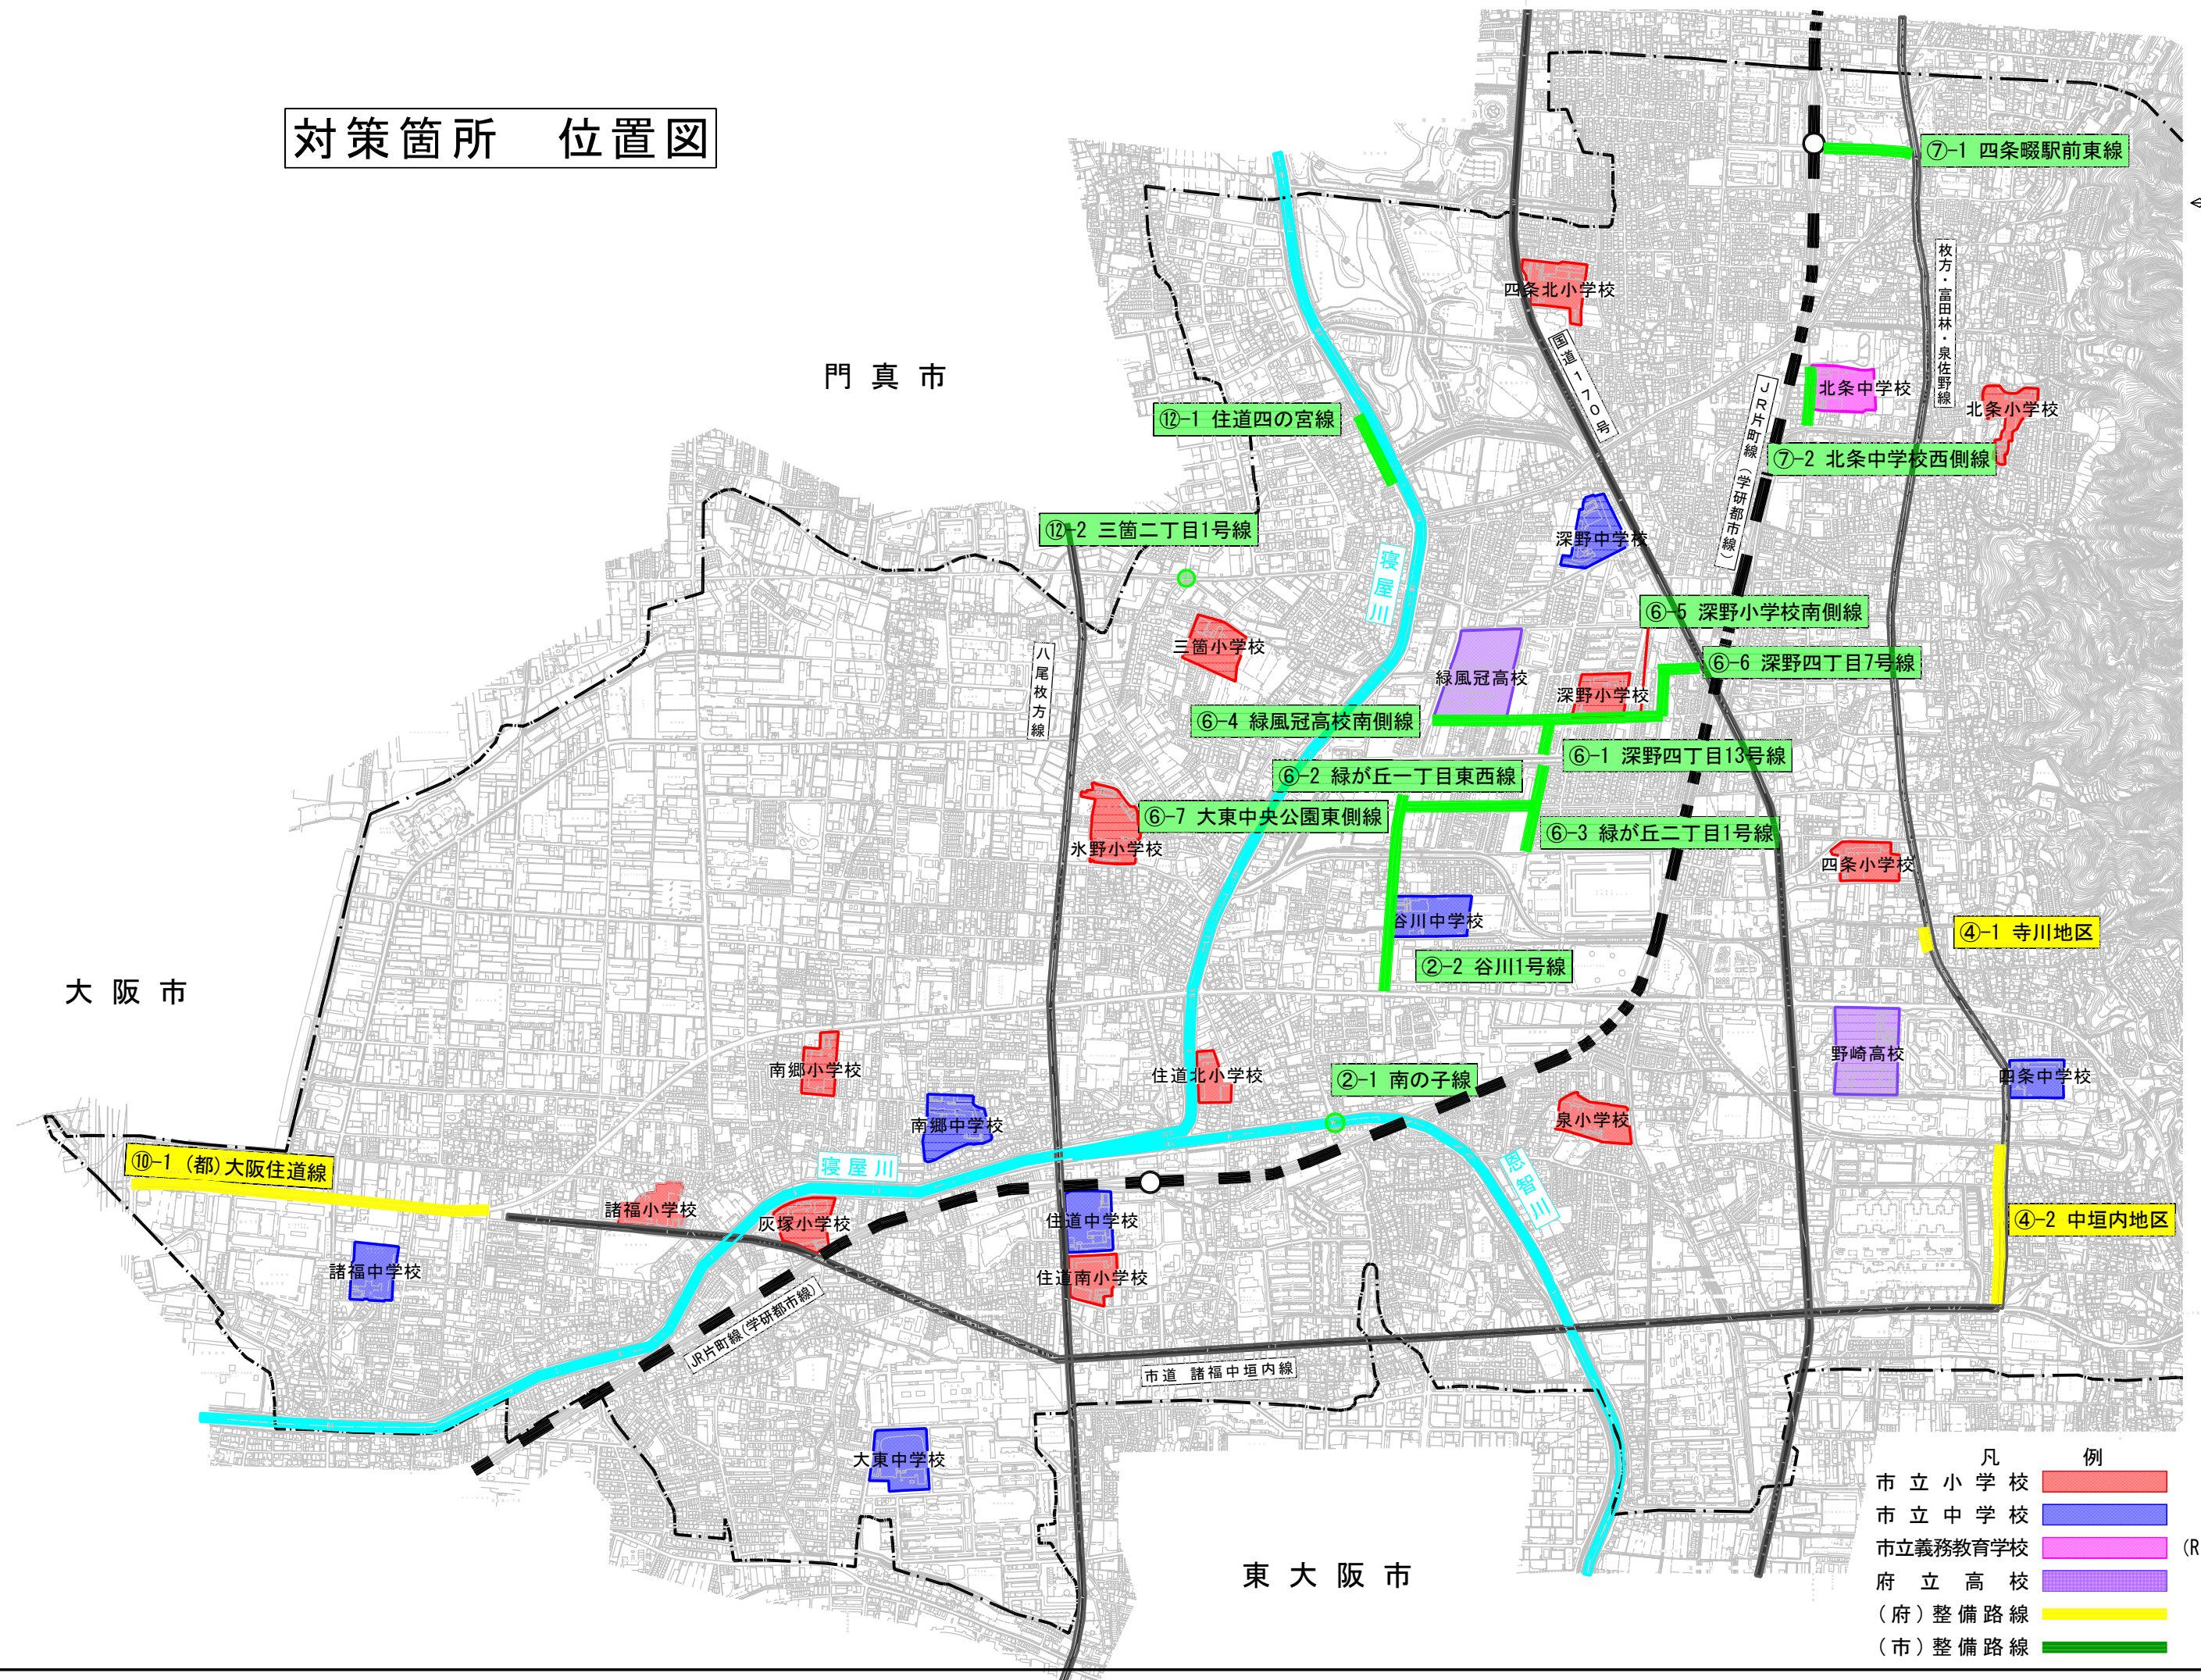 対策箇所　位置図
⑦-1 四条畷駅前東線
枚方・富田林・泉佐野線
四条北小学校
国道170号
門真市
JR片町線（学研都市線）
北条中学校
北条小学校
⑫-1 住道四の宮線
⑦-2 北条中学校西側線
⑫-2 三箇二丁目1号線
深野中学校
寝屋川
⑥-5 深野小学校南側線
三箇小学校
八尾枚方線
緑風冠高校
深野小学校
⑥-6 深野四丁目7号線
⑥-4 緑風冠高校南側線
⑥-1 深野四丁目13号線
⑥-2 緑が丘一丁目東西線
⑥-7 大東中央公園東側線
⑥-3 緑が丘二丁目1号線
氷野小学校
四条小学校
谷川中学校
④-1 寺川地区
②-2 谷川1号線
大阪市
野崎高校
南郷小学校
住道北小学校
②-1 南の子線
四条中学校
南郷中学校
泉小学校
⑩-1 (都)大阪住道線
寝屋川
恩智川
諸福小学校
灰塚小学校
住道中学校
④-2 中垣内地区
諸福中学校
住道南小学校
JR片町線(学研都市線)
市道 諸福中垣内線
大東中学校
東大阪市
凡例
市立小学校
市立中学校
市立義務教育学校 (R
府立高校
(府)整備路線
(市)整備路線